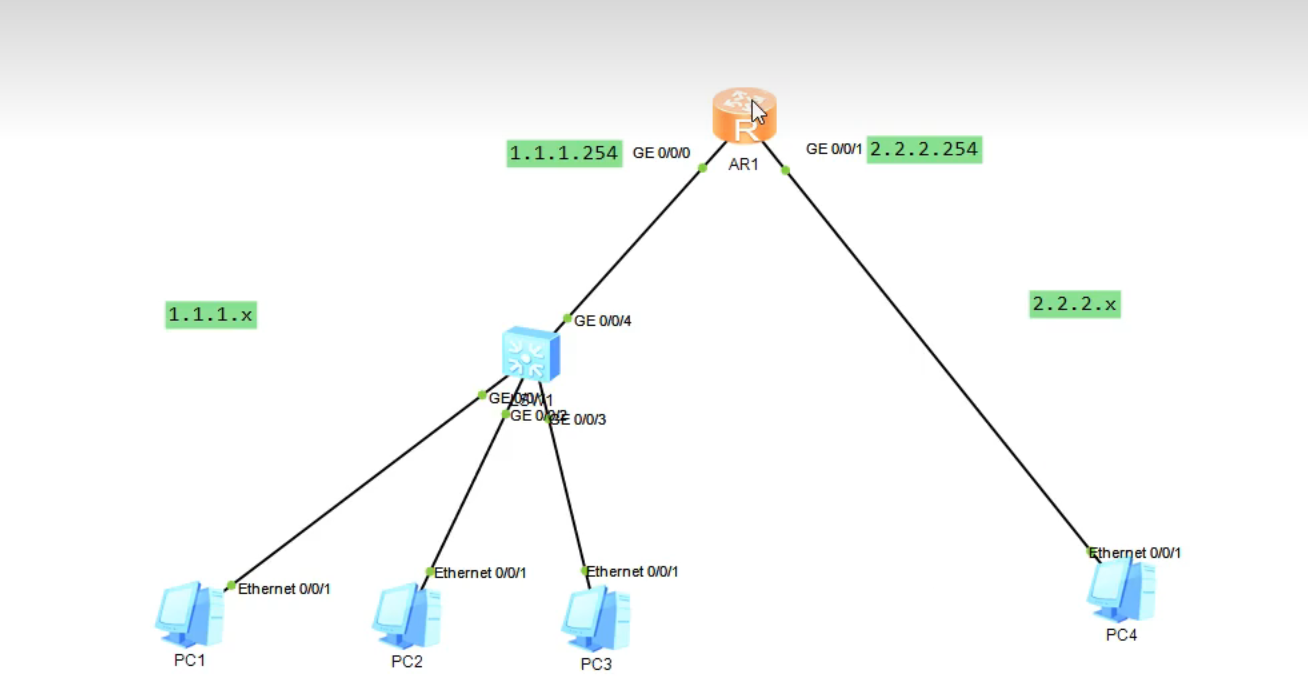 1.1.1.254
GE 0/0/0
GE 0/0/1
2.2.2.254
R
AR1
1.1.1.x
2.2.2.x
GE 0/0/4
GE 0/0/1
LSW1
GE 0/0/2
GE 0/0/3
Ethernet 0/0/1
Ethernet 0/0/1
Ethernet 0/0/1
Ethernet 0/0/1
PC1
PC2
PC3
PC4